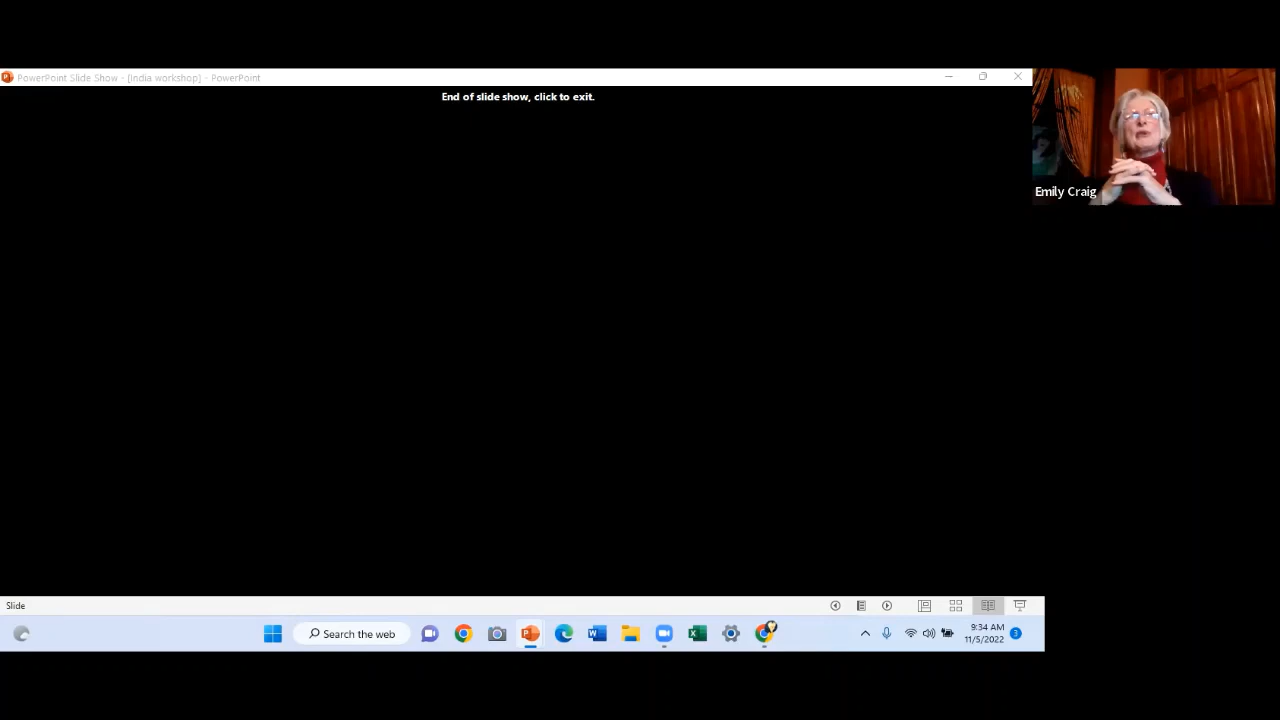 PowerPoint Slide Show - [India workshop] - PowerPoint
End of slide show, click to exit.
Emily Craig
Slide
Search the web
9:34 AM
11/5/2022
3